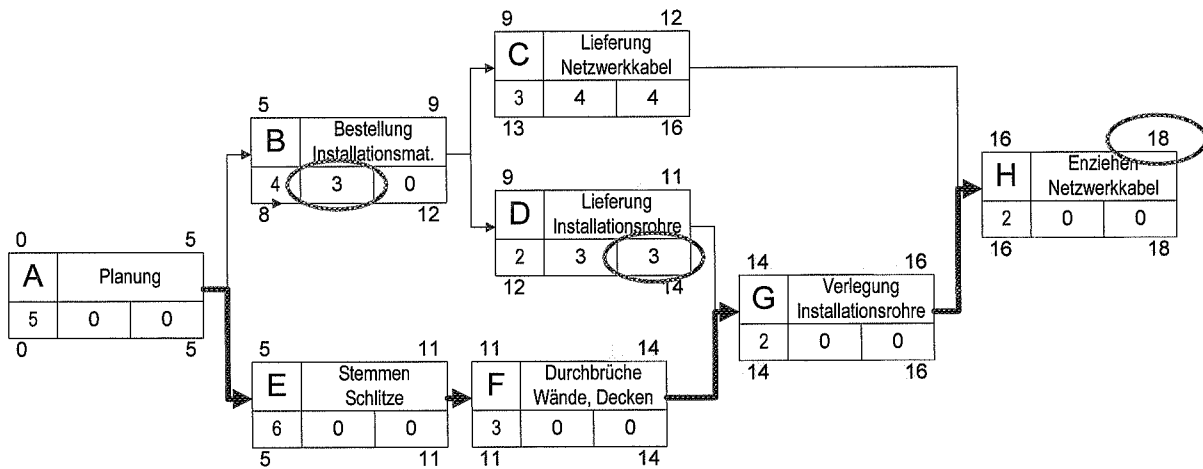 0 5
A Planung
5 0 0
0 5
5 9
B Bestellung
Installationsmat.
4 3 0
8 12
9 12
C Lieferung
Netzwerkkabel
3 4 4
13 16
9 11
D Lieferung
Installationsrohre
2 3 3
12 14
5 11
E Stemmen
Schlitze
6 0 0
5 11
11 14
F Durchbrüche
Wände, Decken
3 0 0
11 14
14 16
G Verlegung
Installationsrohre
2 0 0
14 16
16 18
H Enziehen
Netzwerkkabel
2 0 0
16 18